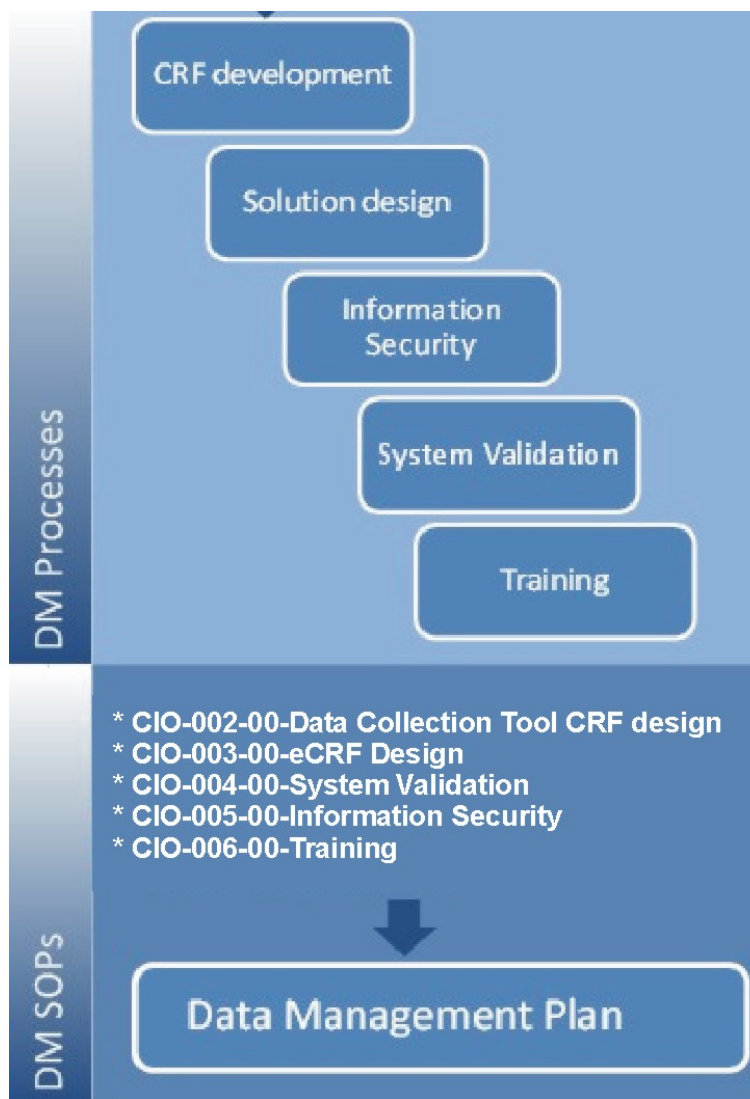 CRF development
Solution design
Information
Security
System Validation
Training
DM Processes
* CIO-002-00-Data Collection Tool CRF design
* CIO-003-00-eCRF Design
* CIO-004-00-System Validation
* CIO-005-00-Information Security
* CIO-006-00-Training
DM SOPs
Data Management Plan